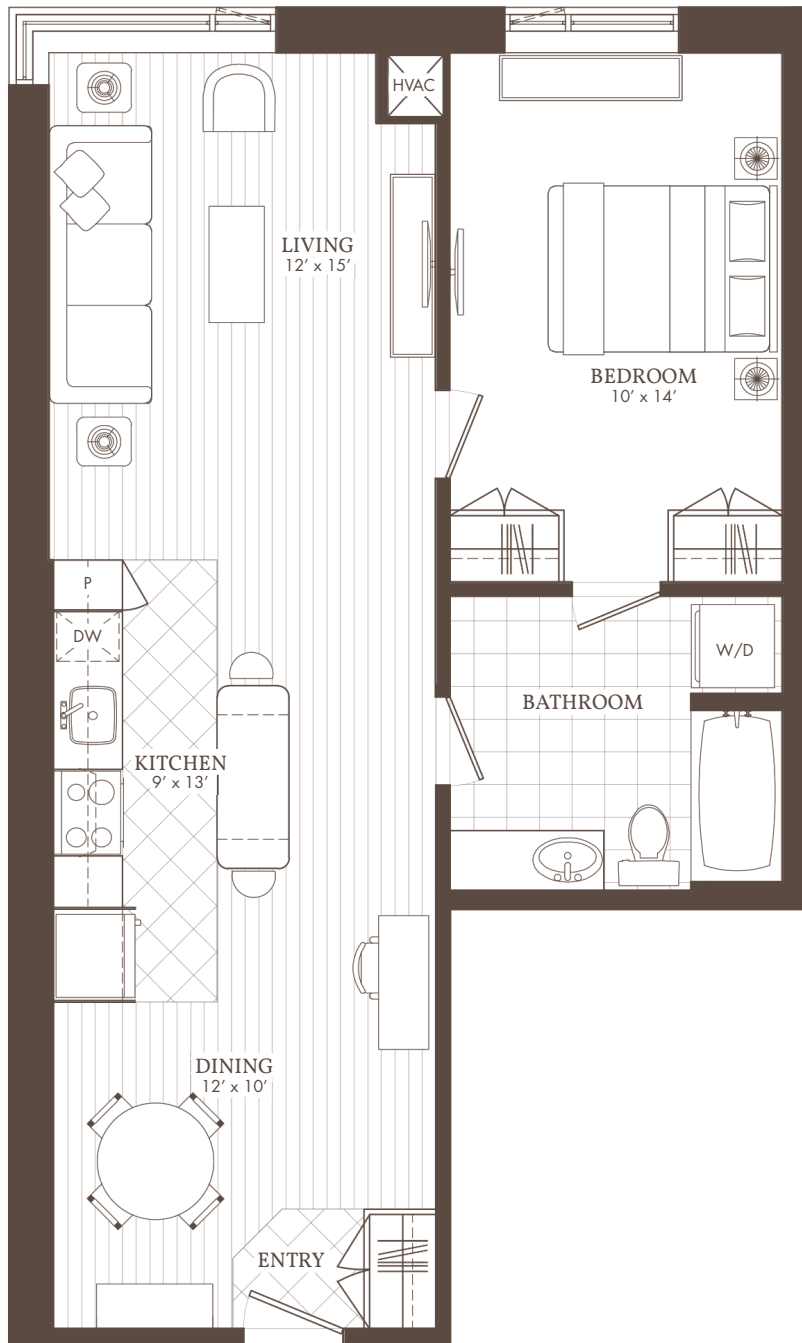 HVAC
LIVING
12’ x 15’
BEDROOM
10’ x 14’
P
DW
W/D
BATHROOM
KITCHEN
9’ x 13’
DINING
12’ x 10’
ENTRY